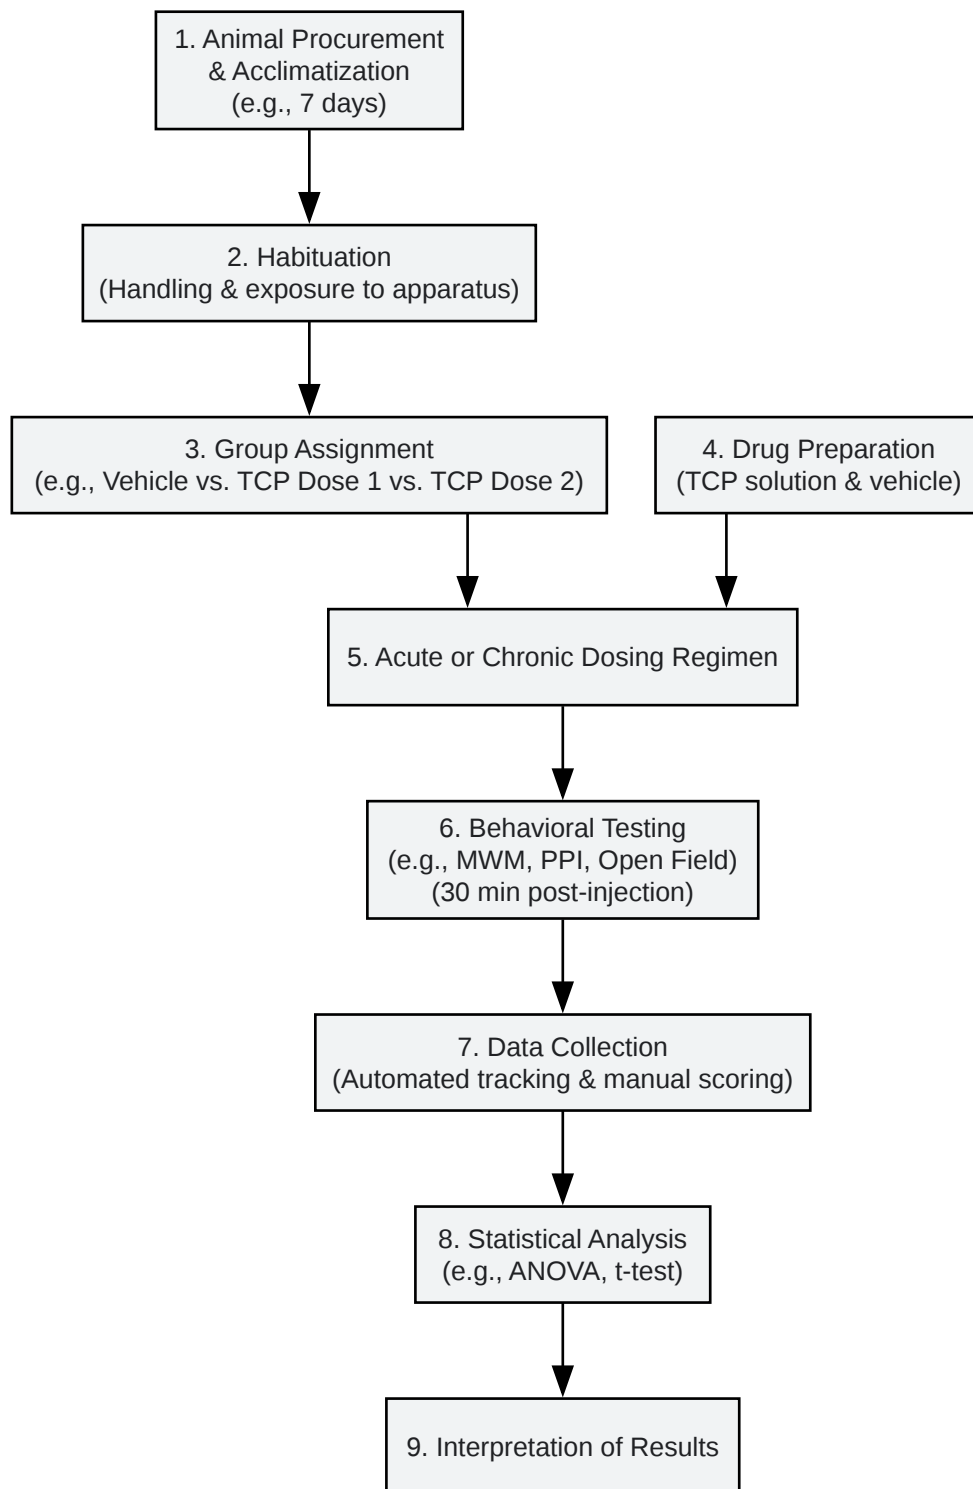 1. Animal Procurement
& Acclimatization
(e.g., 7 days)
2. Habituation
(Handling & exposure to apparatus)
3. Group Assignment
(e.g., Vehicle vs. TCP Dose 1 vs. TCP Dose 2)
4. Drug Preparation
(TCP solution & vehicle)
5. Acute or Chronic Dosing Regimen
6. Behavioral Testing
(e.g., MWM, PPI, Open Field)
(30 min post-injection)
7. Data Collection
(Automated tracking & manual scoring)
8. Statistical Analysis
(e.g., ANOVA, t-test)
9. Interpretation of Results